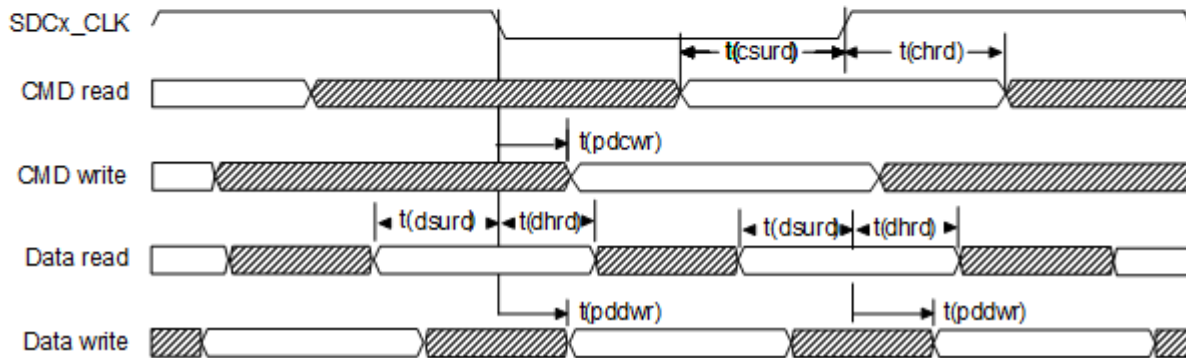 SDCx_CLK
t(csurd) t(chrd)
CMD read
t(pdcwr)
CMD write
t(dsurd) t(dhrd) t(dsurd) t(dhrd)
Data read
t(pddwr) t(pddwr)
Data write